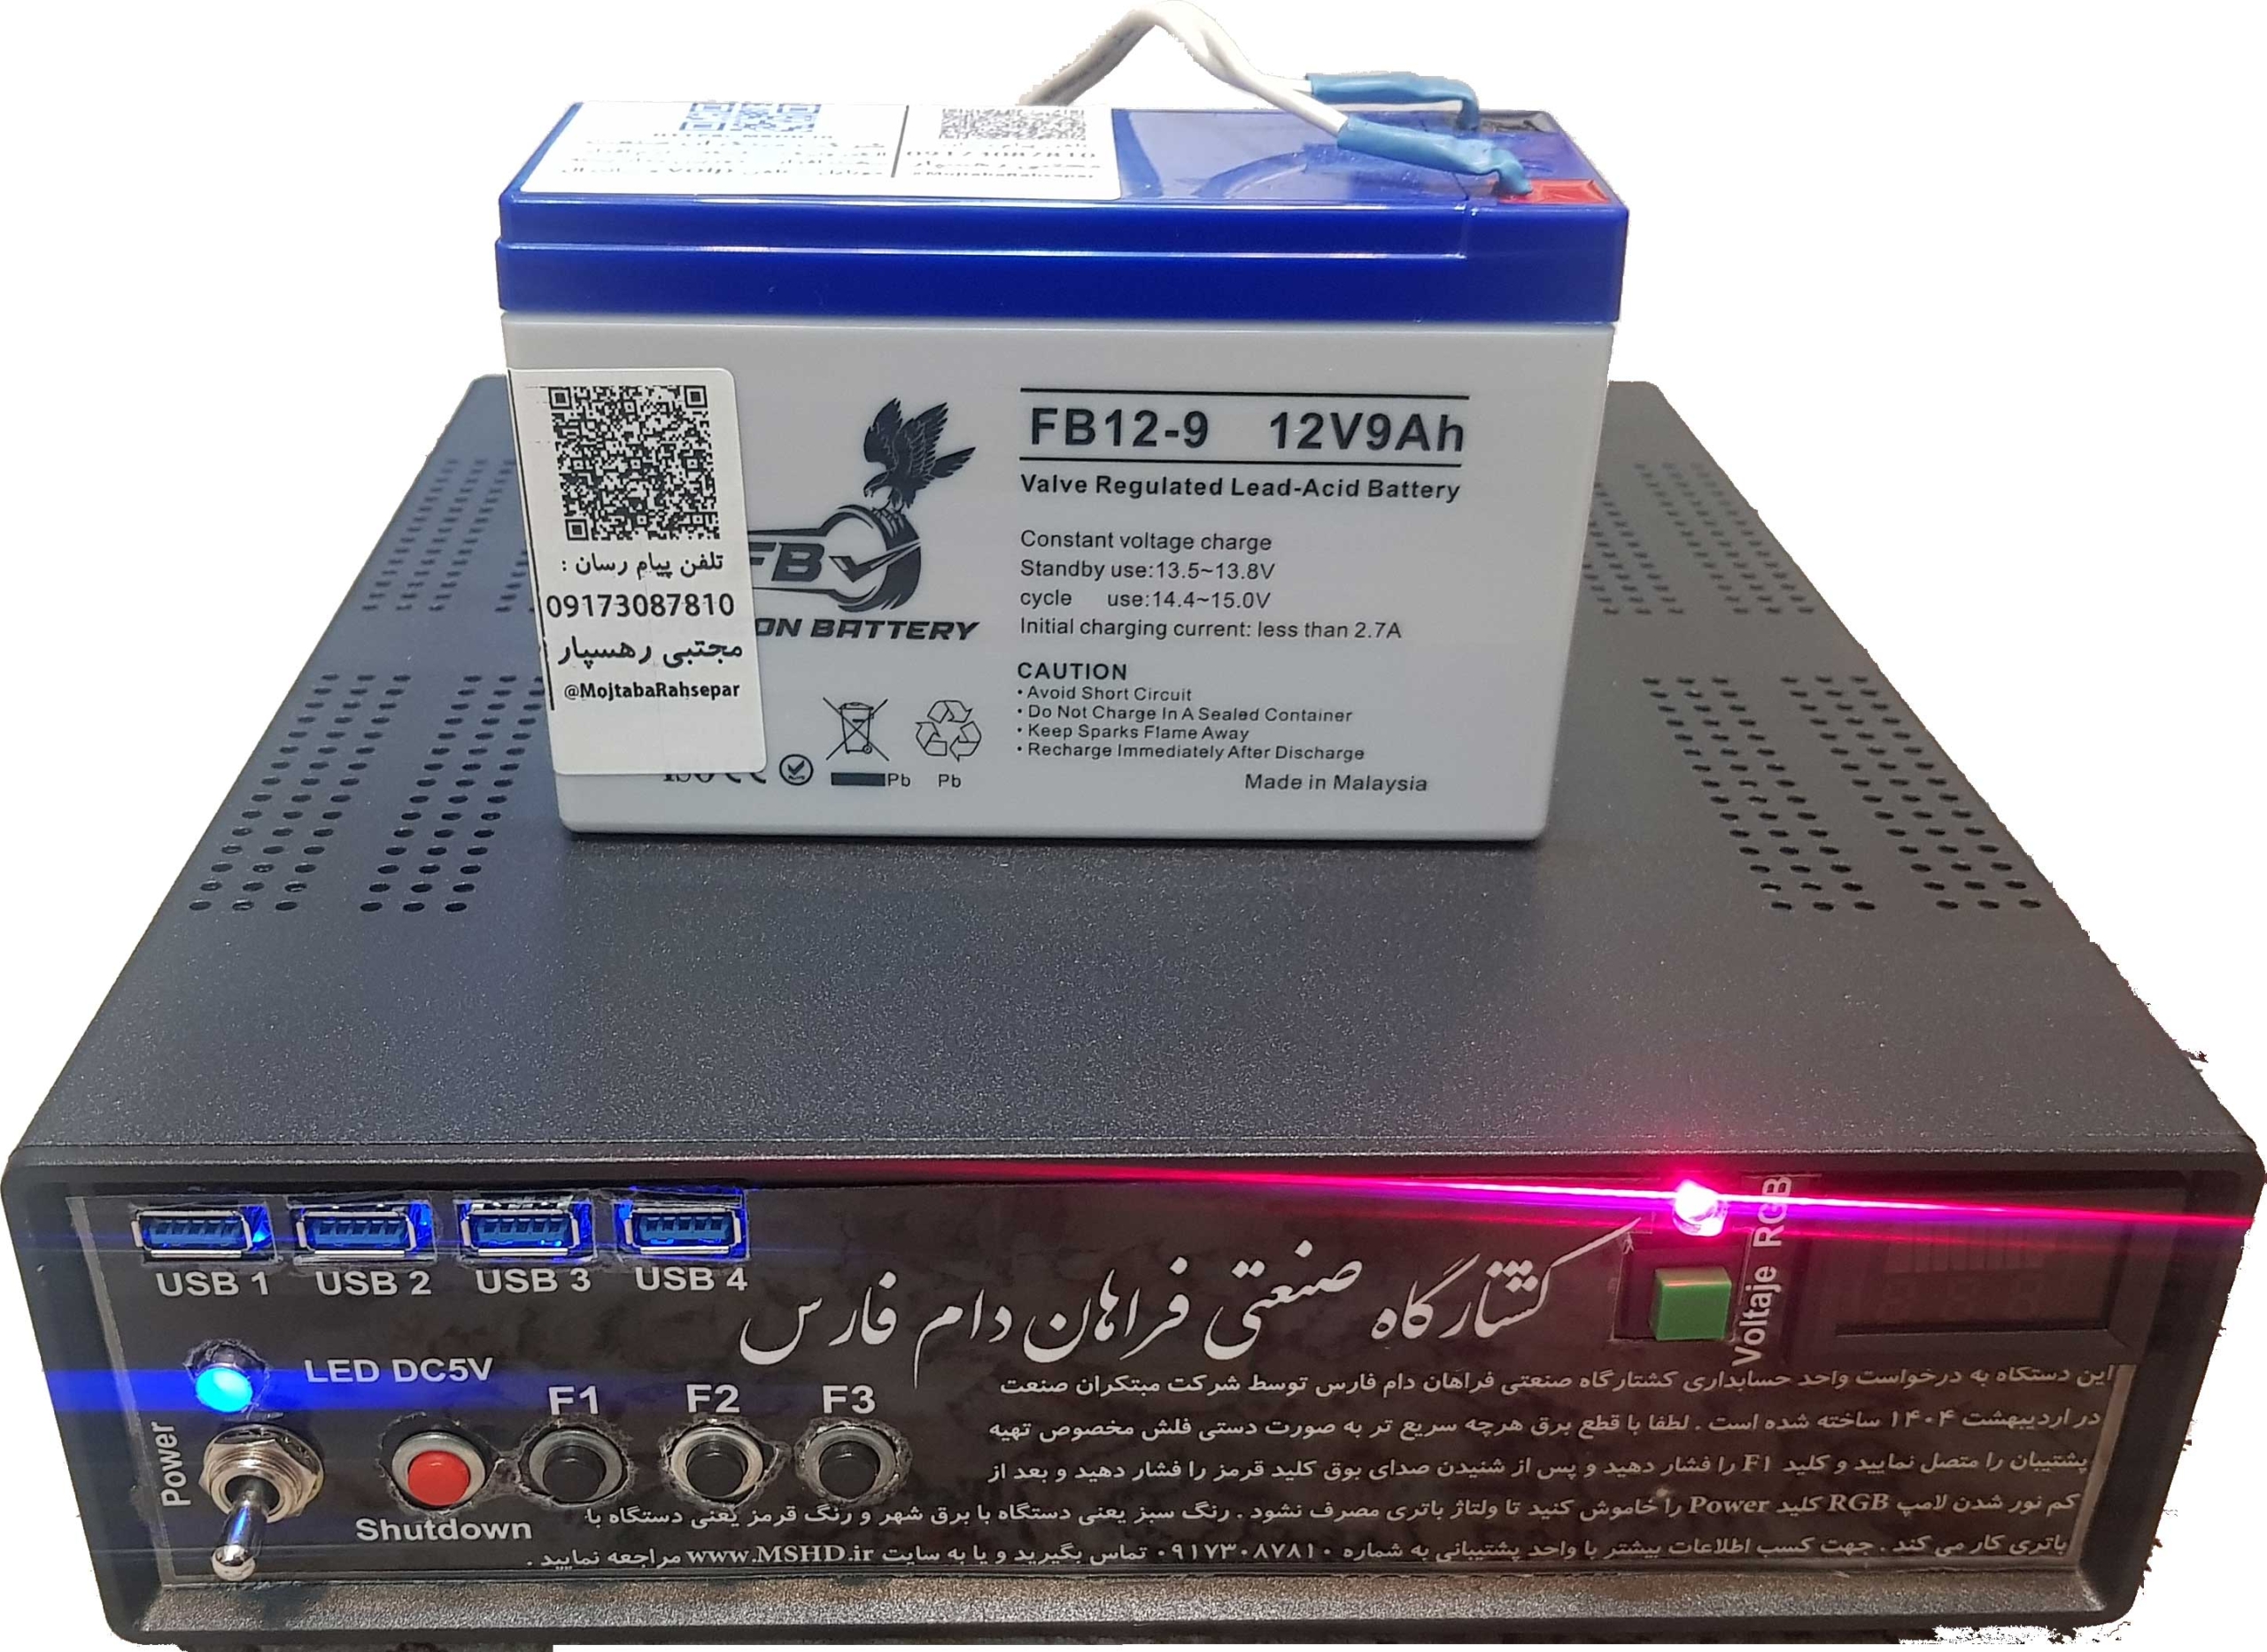 09173087810
@MojtabaRahsepar
FB12-9 12V9Ah
Valve Regulated Lead-Acid Battery
Constant voltage charge
Standby use:13.5~13.8V
cycle use:14.4~15.0V
Initial charging current: less than 2.7A
CAUTION
• Avoid Short Circuit
• Do Not Charge In A Sealed Container
• Keep Sparks Flame Away
• Recharge Immediately After Discharge
Made in Malaysia
تلفن پیام رسان :
09173087810
مجتبی رهسپار
@MojtabaRahsepar
FB
BATTERY
Pb Pb
USB 1 USB 2 USB 3 USB 4
Voltaje RGB
کشتارگاه صنعتی فراهان دام فارس
LED DC5V
Power
F1 F2 F3
Shutdown
این دستگاه به درخواست واحد حسابداری کشتارگاه صنعتی فراهان دام فارس توسط شرکت مبتکران صنعت
در اردیبهشت ۱۴۰۴ ساخته شده است . لطفا با قطع برق هرچه سریع تر به صورت دستی فلش مخصوص تهیه
پشتیبان را متصل نمایید و کلید F1 را فشار دهید و پس از شنیدن صدای بوق کلید قرمز را فشار دهید و بعد از
کم نور شدن لامپ RGB کلید Power را خاموش کنید تا ولتاژ باتری مصرف نشود . رنگ سبز یعنی دستگاه با برق شهر و رنگ قرمز یعنی دستگاه با
باتری کار می کند . جهت کسب اطلاعات بیشتر با واحد پشتیبانی به شماره ۰۹۱۷۳۰۸۷۸۱۰ تماس بگیرید و یا به سایت www.MSHD.ir مراجعه نمایید .